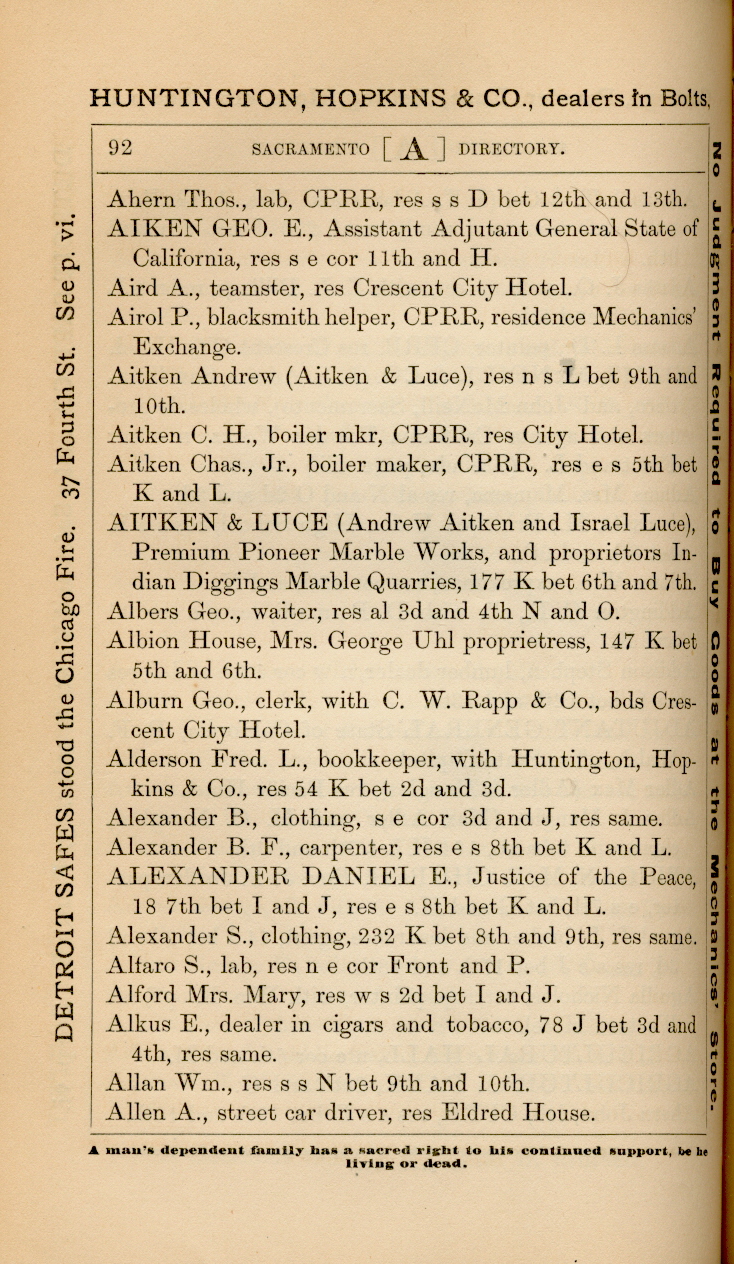 HUNTINGTON, HOPKINS & CO., dealers in Bolts,
92 SACRAMENTO [ A ] DIRECTORY.
Ahern Thos., lab, CPRR, res s s D bet 12th and 13th.
AIKEN GEO. E., Assistant Adjutant General State of
California, res s e cor 11th and H.
Aird A., teamster, res Crescent City Hotel.
Airol P., blacksmith helper, CPRR, residence Mechanics'
Exchange.
Aitken Andrew (Aitken & Luce), res n s L bet 9th and
10th.
Aitken C. H., boiler mkr, CPRR, res City Hotel.
Aitken Chas., Jr., boiler maker, CPRR, res e s 5th bet
K and L.
AITKEN & LUCE (Andrew Aitken and Israel Luce),
Premium Pioneer Marble Works, and proprietors In-
dian Diggings Marble Quarries, 177 K bet 6th and 7th.
Albers Geo., waiter, res al 3d and 4th N and O.
Albion House, Mrs. George Uhl proprietress, 147 K bet
5th and 6th.
Alburn Geo., clerk, with C. W. Rapp & Co., bds Cres-
cent City Hotel.
Alderson Fred. L., bookkeeper, with Huntington, Hop-
kins & Co., res 54 K bet 2d and 3d.
Alexander B., clothing, s e cor 3d and J, res same.
Alexander B. F., carpenter, res e s 8th bet K and L.
ALEXANDER DANIEL E., Justice of the Peace,
18 7th bet I and J, res e s 8th bet K and L.
Alexander S., clothing, 232 K bet 8th and 9th, res same.
Alfaro S., lab, res n e cor Front and P.
Alford Mrs. Mary, res w s 2d bet I and J.
Alkus E., dealer in cigars and tobacco, 78 J bet 3d and
4th, res same.
Allan Wm., res s s N bet 9th and 10th.
Allen A., street car driver, res Eldred House.
A man's dependent family has a sacred right to his continued support, be he
living or dead.
DETROIT SAFES stood the Chicago Fire. 37 Fourth St. See p. vi.
No Judgment Required to Buy Goods at the Mechanics' Store.